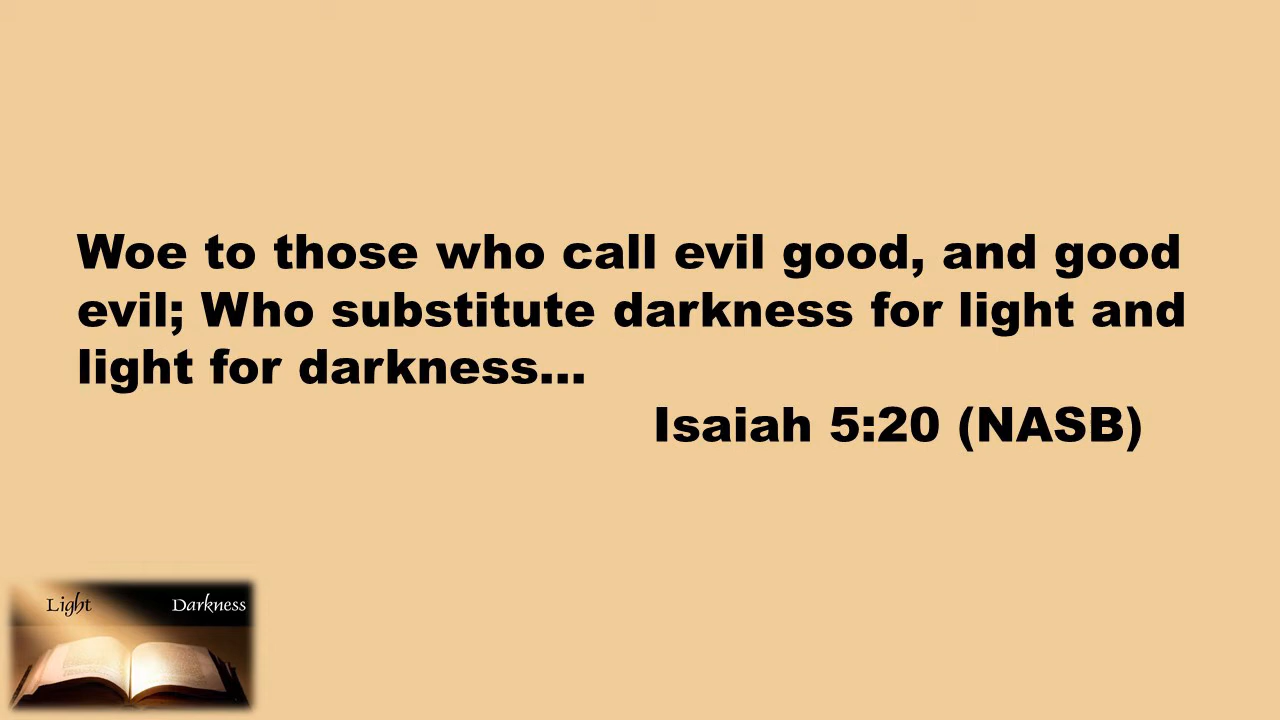 Woe to those who call evil good, and good
evil; Who substitute darkness for light and
light for darkness...
Isaiah 5:20 (NASB)
Light Darkness